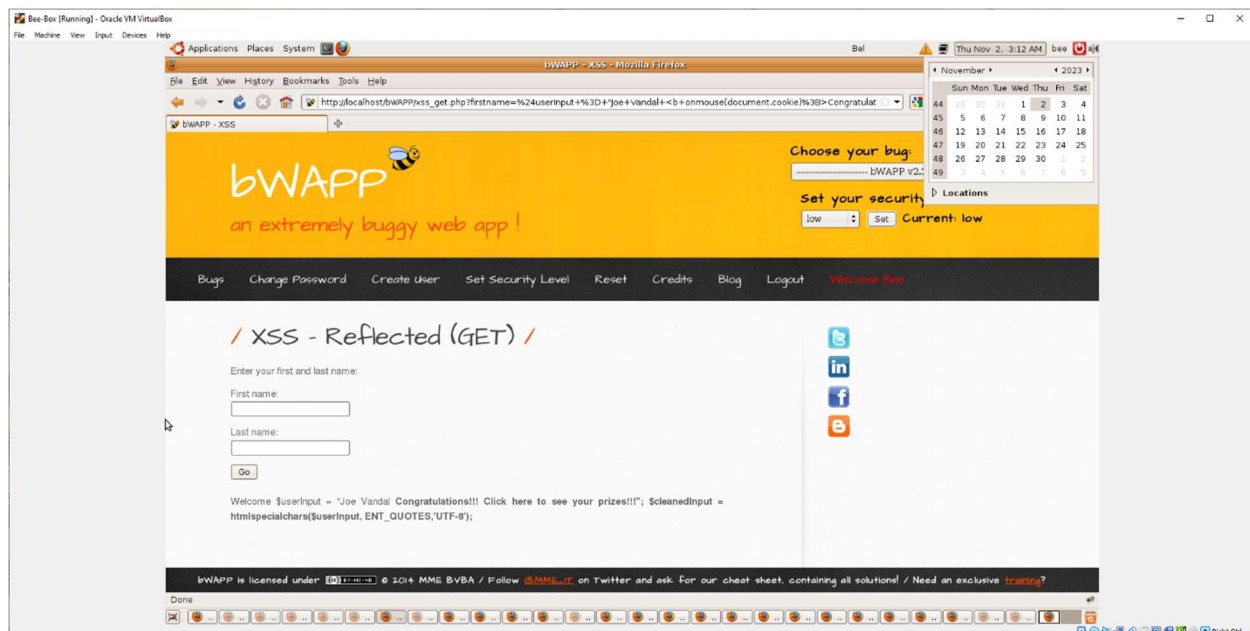 Bee-Box [Running] - Oracle VM VirtualBox
File Machine View Input Devices Help
Applications Places System Bel Thu Nov 2, 3:12 AM bee
bWAPP - XSS - Mozilla Firefox
File Edit View History Bookmarks Tools Help
http://localhost/bWAPP/xss_get.php?firstname=%24userInput+%3D+"Joe+Vandal+<b+onmouse(document.cookie)%3B>Congratulat
bWAPP - XSS
November 2023
Sun Mon Tue Wed Thu Fri Sat
44 29 30 31 1 2 3 4
45 5 6 7 8 9 10 11
46 12 13 14 15 16 17 18
47 19 20 21 22 23 24 25
48 26 27 28 29 30 1 2
49 3 4 5 6 7 8 9
Locations
bWAPP
an extremely buggy web app !
Choose your bug:
---------------------- bWAPP v2.
Set your security
low Set Current: low
Bugs Change Password Create User Set Security Level Reset Credits Blog Logout Welcome Bee
/ XSS - Reflected (GET) /
Enter your first and last name:
First name:
Last name:
Go
Welcome $userInput = "Joe Vandal Congratulations!!! Click here to see your prizes!!!"; $cleanedInput =
htmlspecialchars($userInput, ENT_QUOTES,'UTF-8');
bWAPP is licensed under (cc) BY-NC-ND © 2014 MME BVBA / Follow @MME_IT on Twitter and ask for our cheat sheet, containing all solutions! / Need an exclusive training?
Done